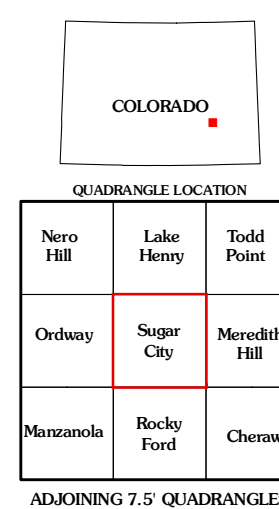 COLORADO
QUADRANGLE LOCATION
Nero Hill
Lake Henry
Todd Point
Ordway
Sugar City
Meredith Hill
Manzanola
Rocky Ford
Cheraw
ADJOINING 7.5' QUADRANGLE